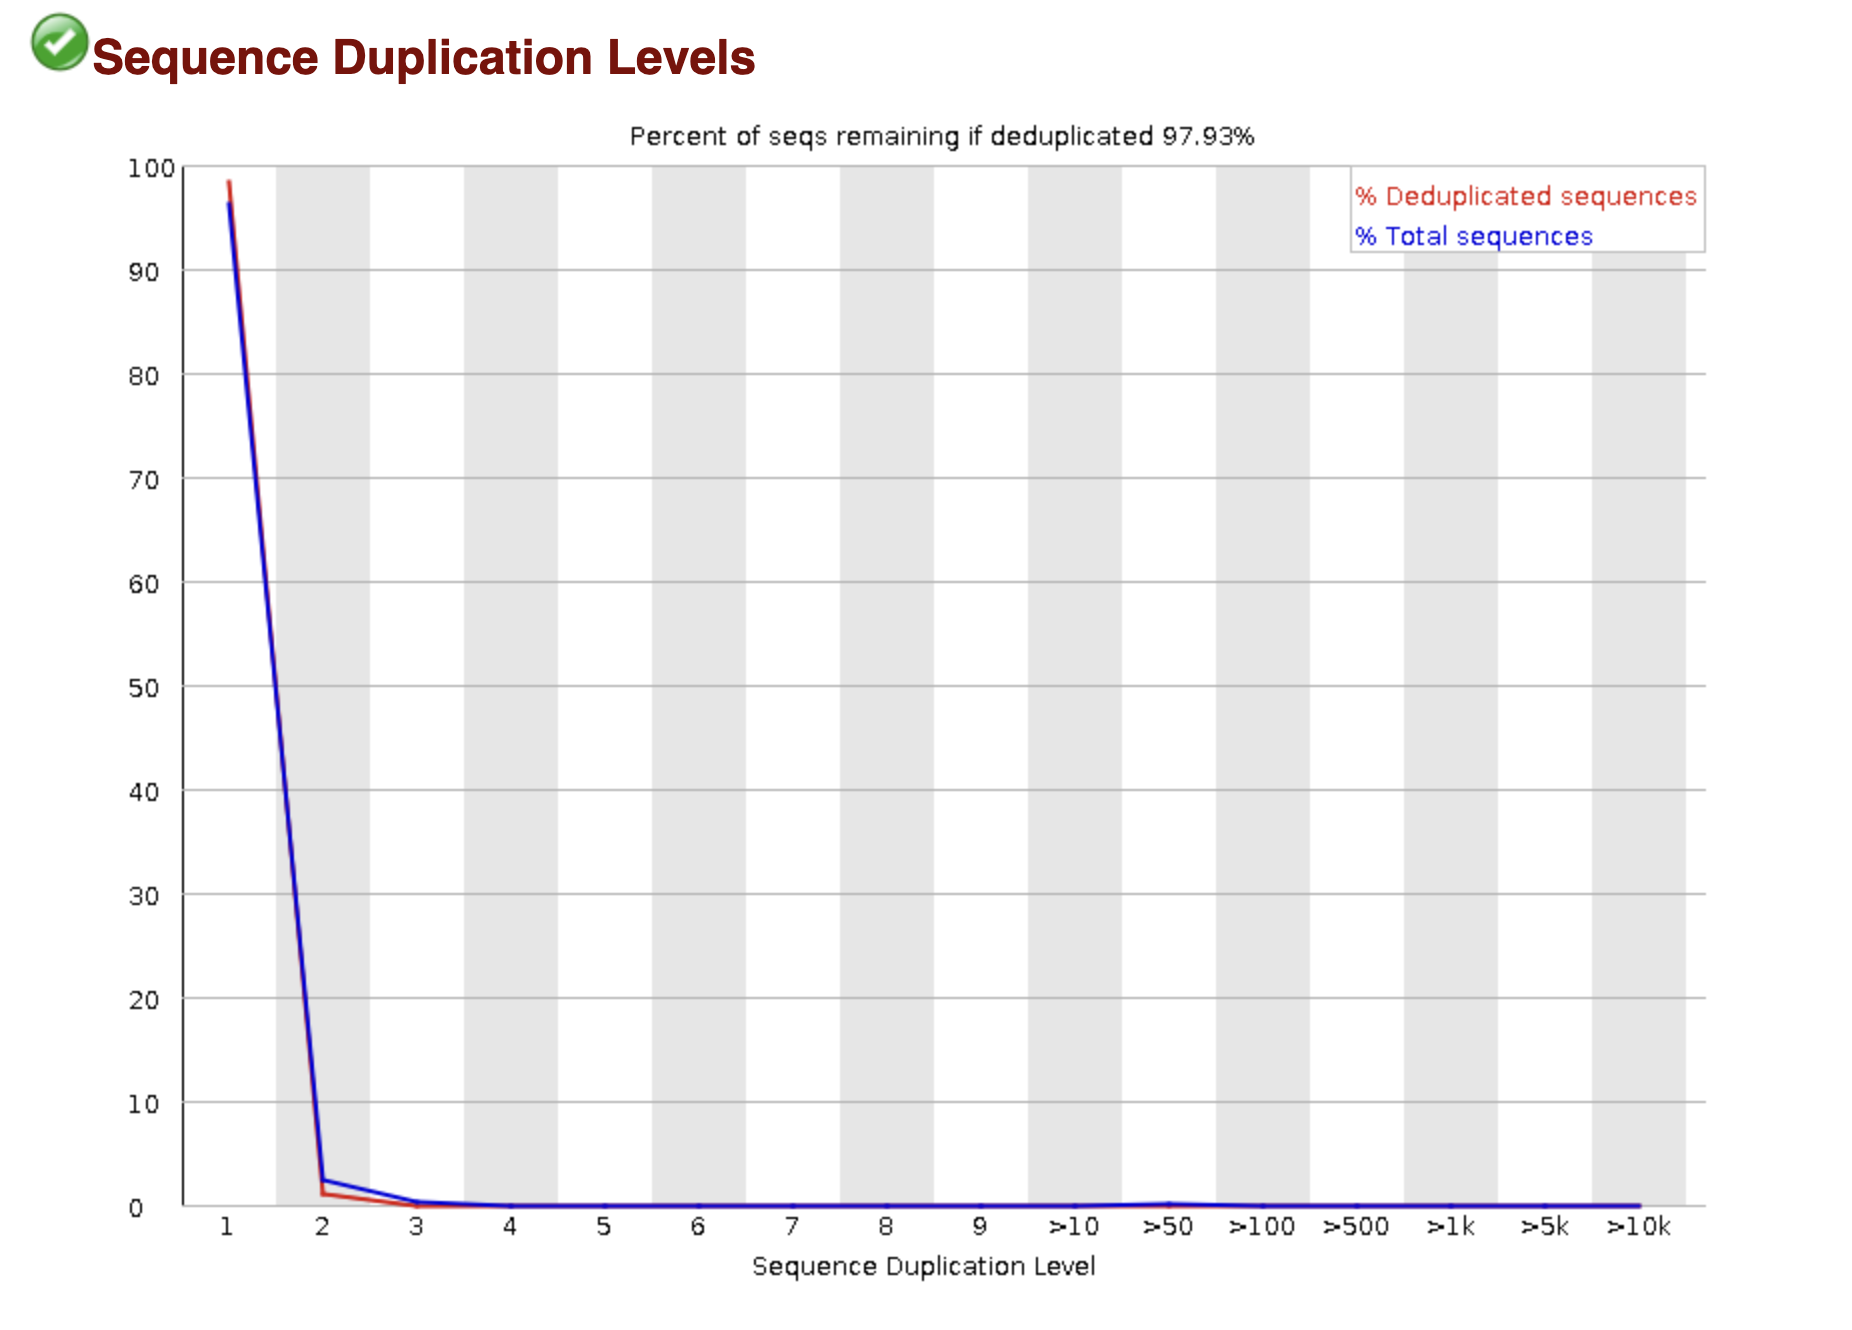 Sequence Duplication Levels
Percent of seqs remaining if deduplicated 97.93%
% Deduplicated sequences
% Total sequences
100
90
80
70
60
50
40
30
20
10
0
1 2 3 4 5 6 7 8 9 >10 >50 >100 >500 >1k >5k >10k
Sequence Duplication Level